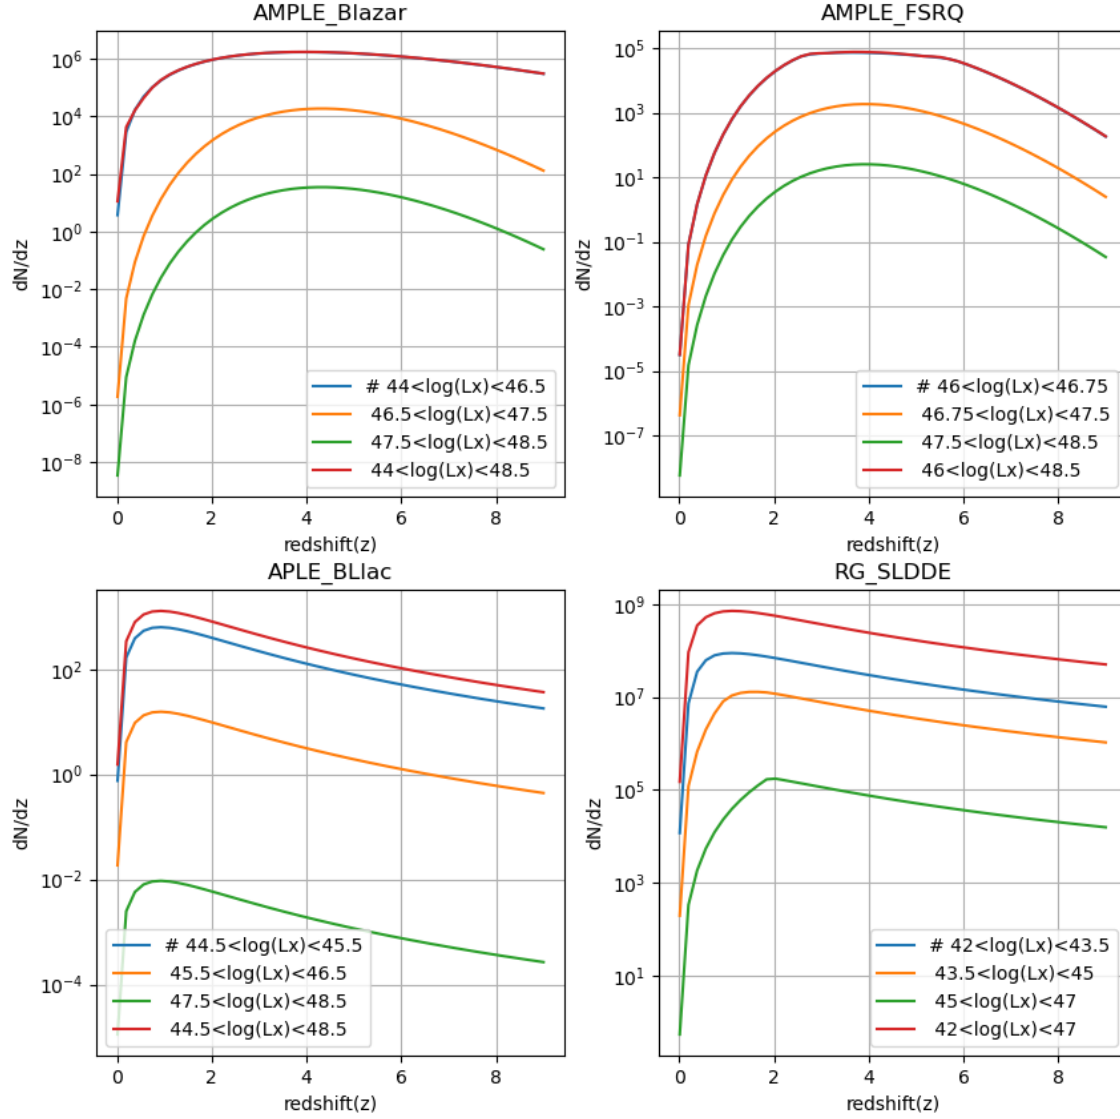 AMPLE_Blazar
dN/dz
10^6
10^4
10^2
10^0
10^-2
10^-4
10^-6
10^-8
# 44<log(Lx)<46.5
46.5<log(Lx)<47.5
47.5<log(Lx)<48.5
44<log(Lx)<48.5
0 2 4 6 8
redshift(z)
AMPLE_FSRQ
dN/dz
10^5
10^3
10^1
10^-1
10^-3
10^-5
10^-7
# 46<log(Lx)<46.75
46.75<log(Lx)<47.5
47.5<log(Lx)<48.5
46<log(Lx)<48.5
0 2 4 6 8
redshift(z)
APLE_BLlac
dN/dz
10^2
10^0
10^-2
10^-4
# 44.5<log(Lx)<45.5
45.5<log(Lx)<46.5
47.5<log(Lx)<48.5
44.5<log(Lx)<48.5
0 2 4 6 8
redshift(z)
RG_SLDDE
dN/dz
10^9
10^7
10^5
10^3
10^1
# 42<log(Lx)<43.5
43.5<log(Lx)<45
45<log(Lx)<47
42<log(Lx)<47
0 2 4 6 8
redshift(z)